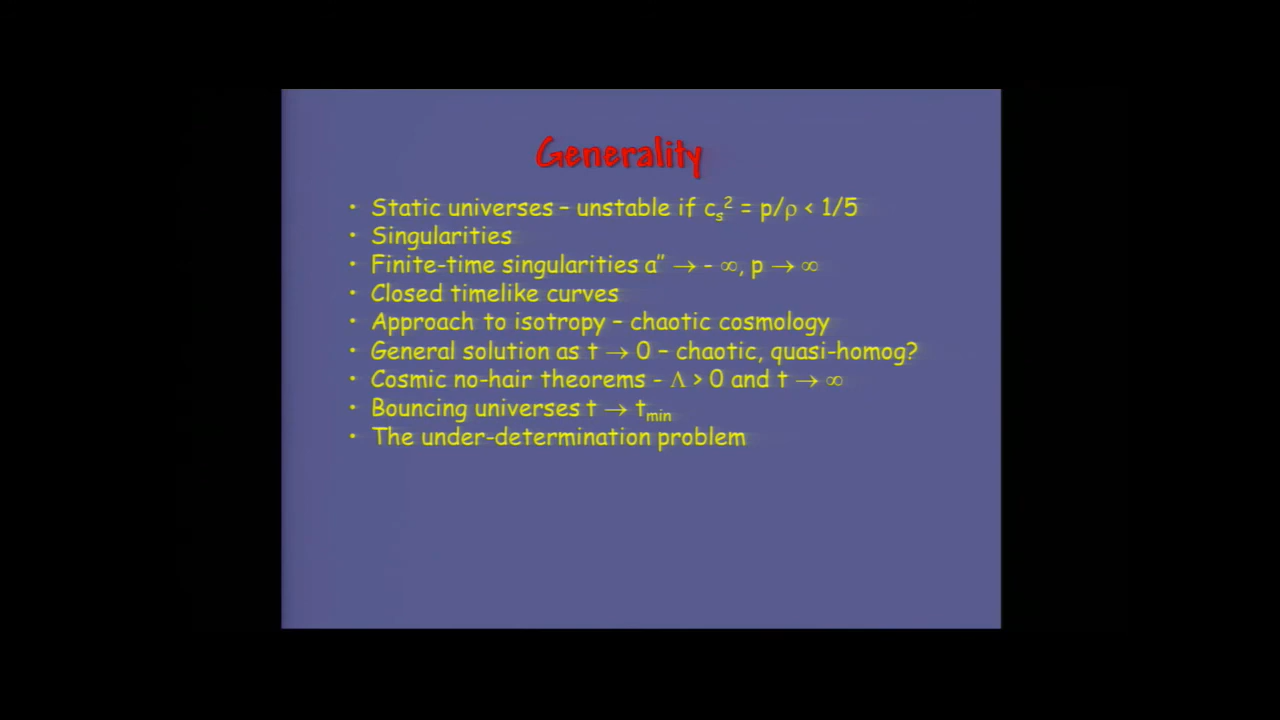 Generality
• Static universes – unstable if cₛ² = p/ρ < 1/5
• Singularities
• Finite-time singularities a″ → - ∞, p → ∞
• Closed timelike curves
• Approach to isotropy – chaotic cosmology
• General solution as t → 0 – chaotic, quasi-homog?
• Cosmic no-hair theorems - Λ > 0 and t → ∞
• Bouncing universes t → tmin
• The under-determination problem